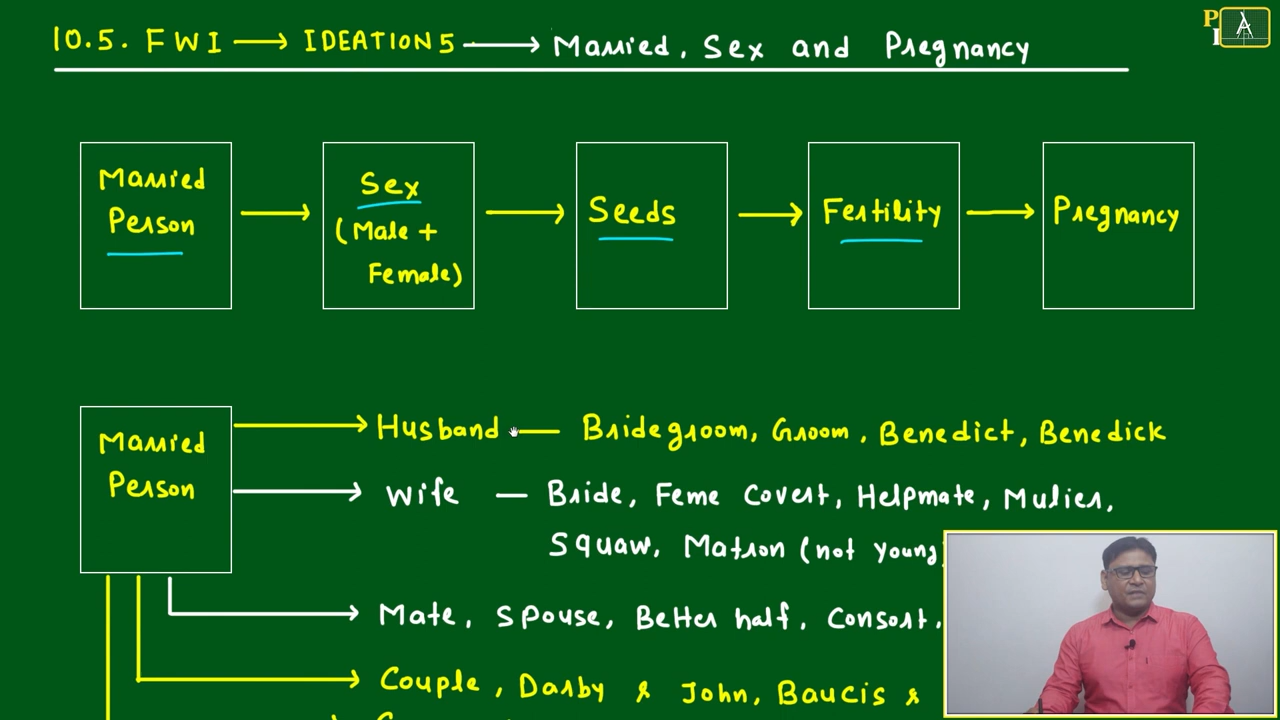 10.5. FWI → IDEATION 5 → Married, Sex and Pregnancy
P
I
Married Person → Sex (Male + Female) → Seeds → Fertility → Pregnancy
Married Person
Husband — Bridegroom, Groom, Benedict, Benedick
Wife — Bride, Feme Covert, Helpmate, Mulier,
Squaw, Matron (not young)
Mate, Spouse, Better half, Consort,
Couple, Darby & John, Baucis &